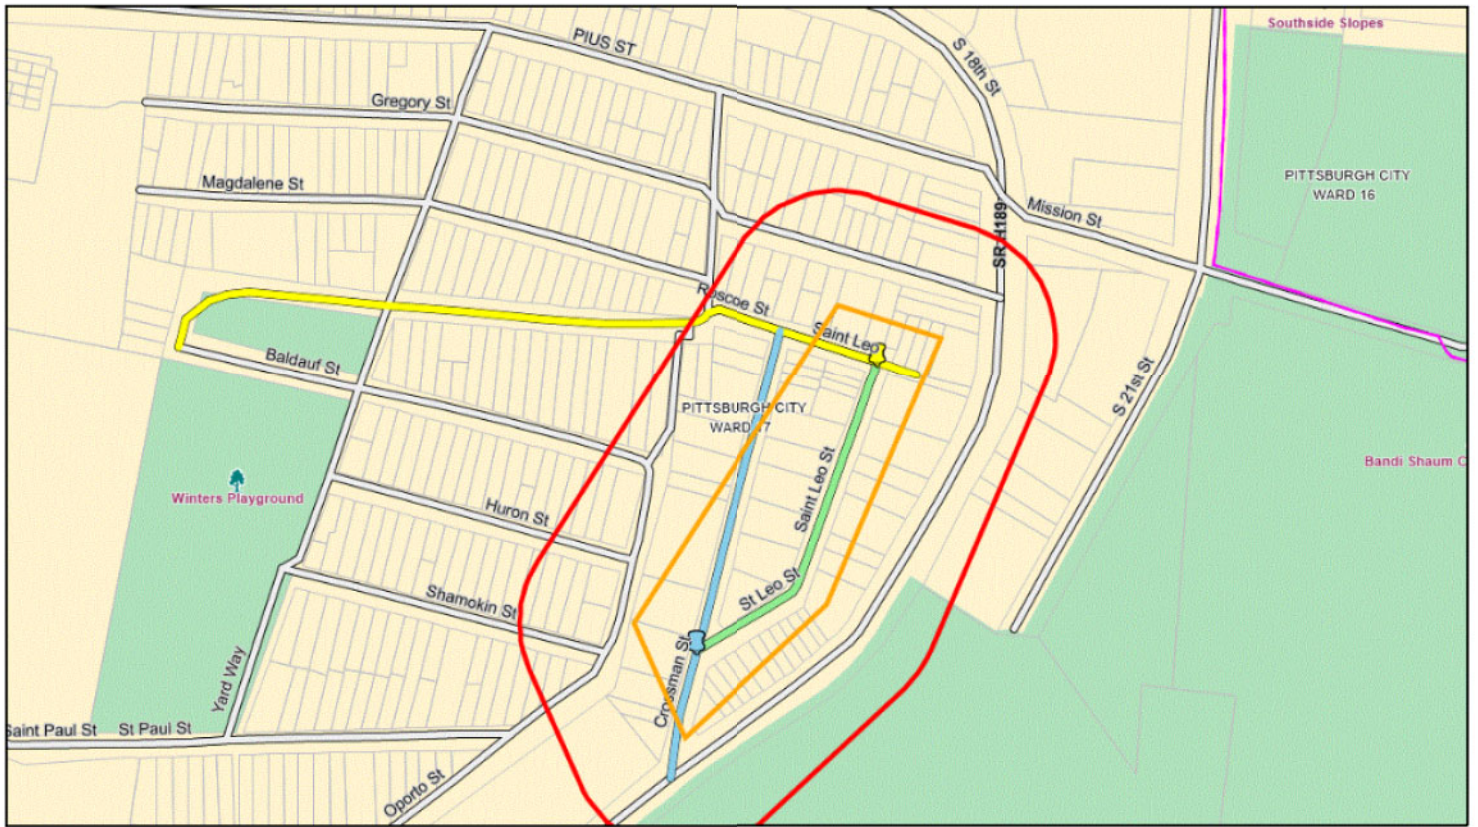 Southside Slopes
PIUS ST
S 18th St
Gregory St
PITTSBURGH CITY
WARD 16
Magdalene St
Mission St
SR H189
Roscoe St
Saint Leo
Baldauf St
S 21st St
PITTSBURGH CITY
WARD 17
Bandi Shaum C
Saint Leo St
Winters Playground
Huron St
St Leo St
Shamokin St
Crossman St
Yard Way
Saint Paul St
St Paul St
Oporto St